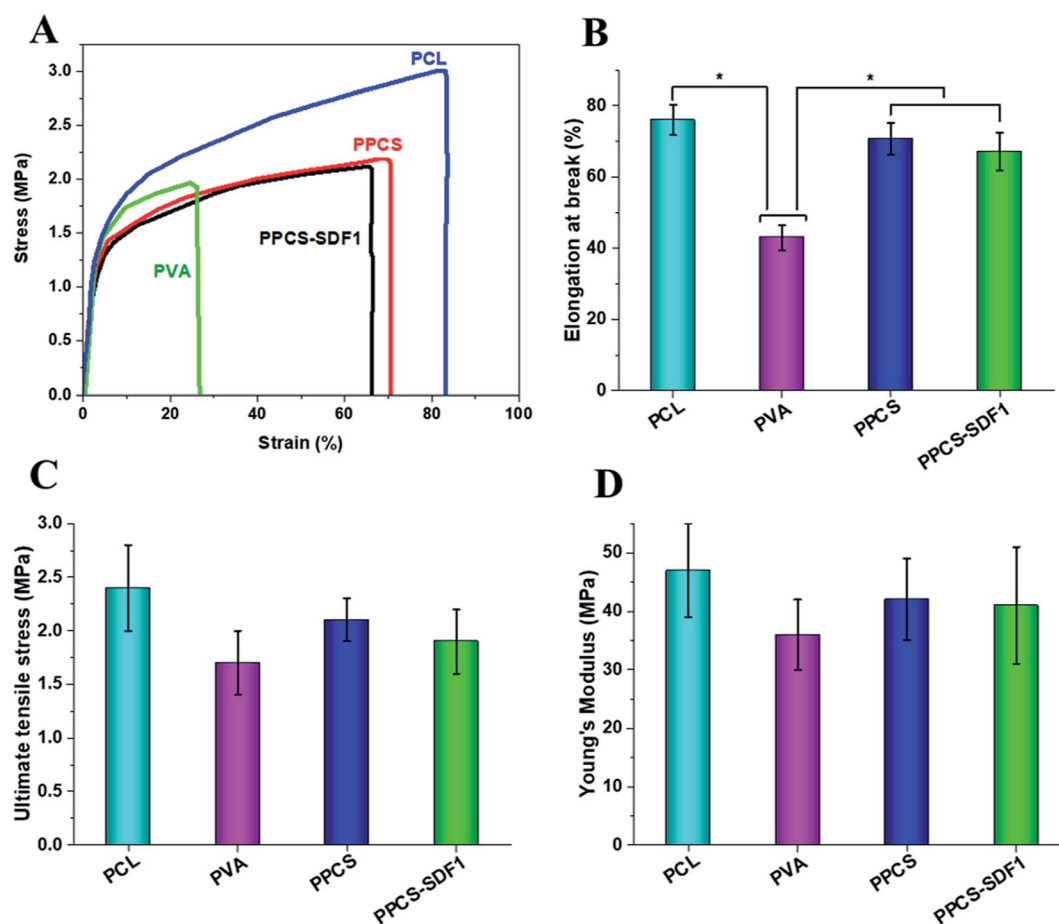 A
Stress (MPa)
3.0
2.5
2.0
1.5
1.0
0.5
0.0
PCL
PPCS
PPCS-SDF1
PVA
0 20 40 60 80 100
Strain (%)
B
Elongation at break (%)
80
60
40
20
0
* *
PCL PVA PPCS PPCS-SDF1
C
Ultimate tensile stress (MPa)
3.0
2.5
2.0
1.5
1.0
0.5
0.0
PCL PVA PPCS PPCS-SDF1
D
Young's Modulus (MPa)
50
40
30
20
10
0
PCL PVA PPCS PPCS-SDF1